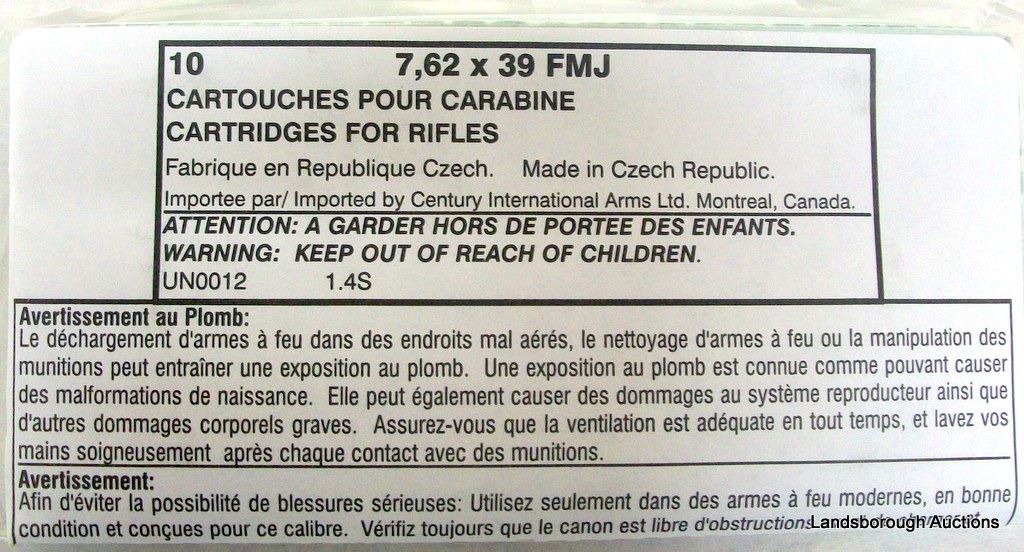 10 7,62 x 39 FMJ
CARTOUCHES POUR CARABINE
CARTRIDGES FOR RIFLES
Fabrique en Republique Czech. Made in Czech Republic.
Importee par/ Imported by Century International Arms Ltd. Montreal, Canada.
ATTENTION: A GARDER HORS DE PORTEE DES ENFANTS.
WARNING: KEEP OUT OF REACH OF CHILDREN.
UN0012 1.4S
Avertissement au Plomb:
Le déchargement d'armes à feu dans des endroits mal aérés, le nettoyage d'armes à feu ou la manipulation des
munitions peut entraîner une exposition au plomb. Une exposition au plomb est connue comme pouvant causer
des malformations de naissance. Elle peut également causer des dommages au système reproducteur ainsi que
d'autres dommages corporels graves. Assurez-vous que la ventilation est adéquate en tout temps, et lavez vos
mains soigneusement après chaque contact avec des munitions.
Avertissement:
Afin d'éviter la possibilité de blessures sérieuses: Utilisez seulement dans des armes à feu modernes, en bonne
condition et conçues pour ce calibre. Vérifiz toujours que le canon est libre d'obstructions
Landsborough Auctions